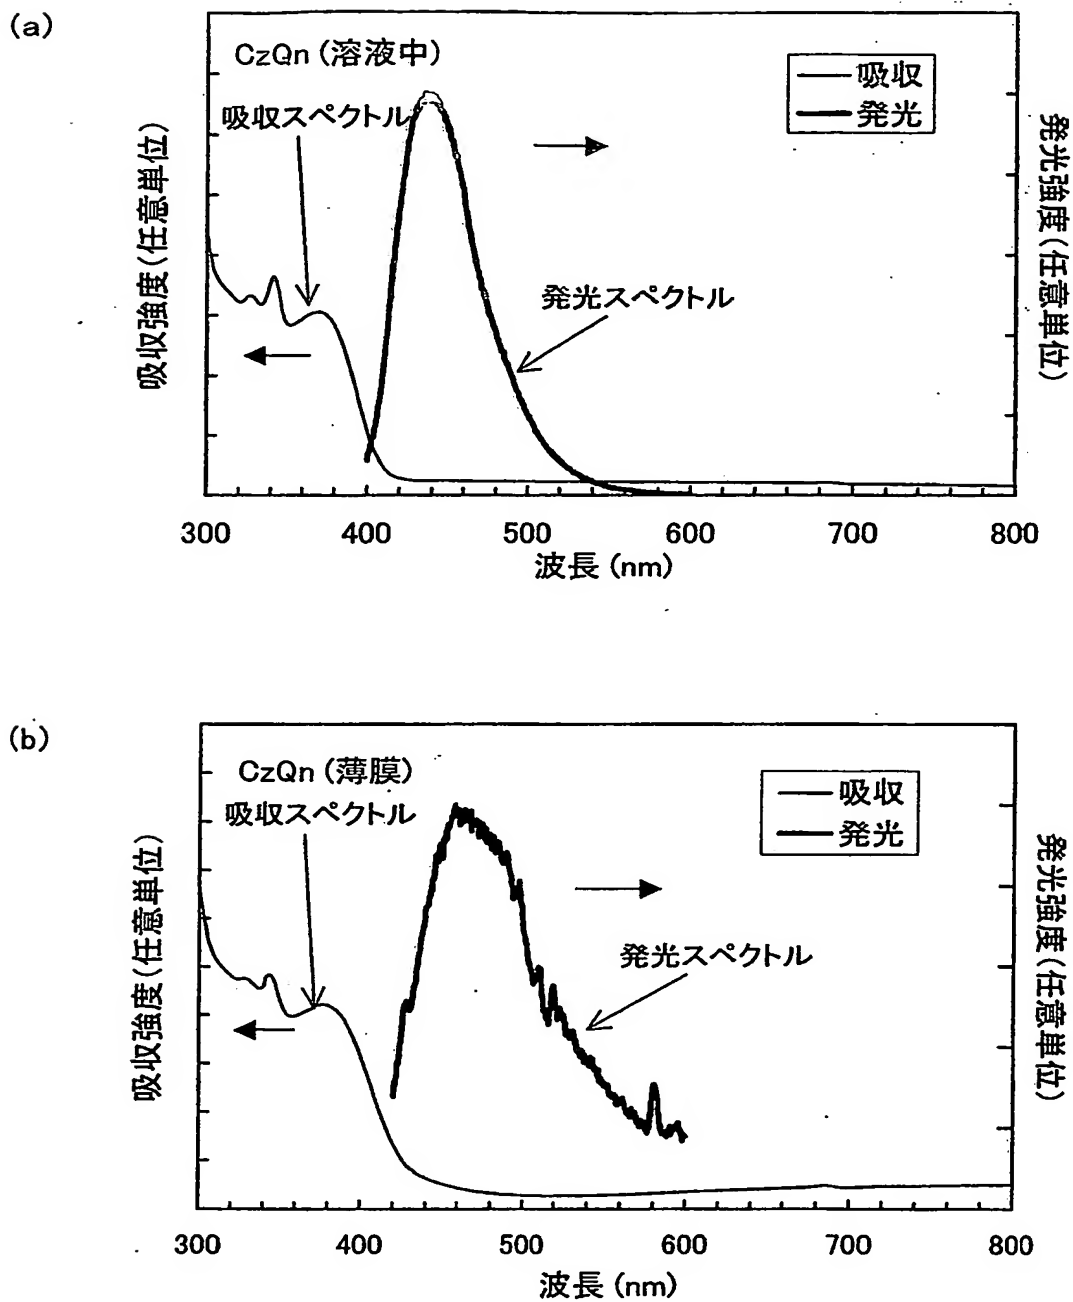 (a)
CzQn (溶液中)
吸収
発光
吸収スペクトル
吸収強度(任意単位)
発光強度(任意単位)
発光スペクトル
300 400 500 600 700 800
波長 (nm)
(b)
CzQn (薄膜)
吸収
発光
吸収スペクトル
吸収強度(任意単位)
発光強度(任意単位)
発光スペクトル
300 400 500 600 700 800
波長 (nm)